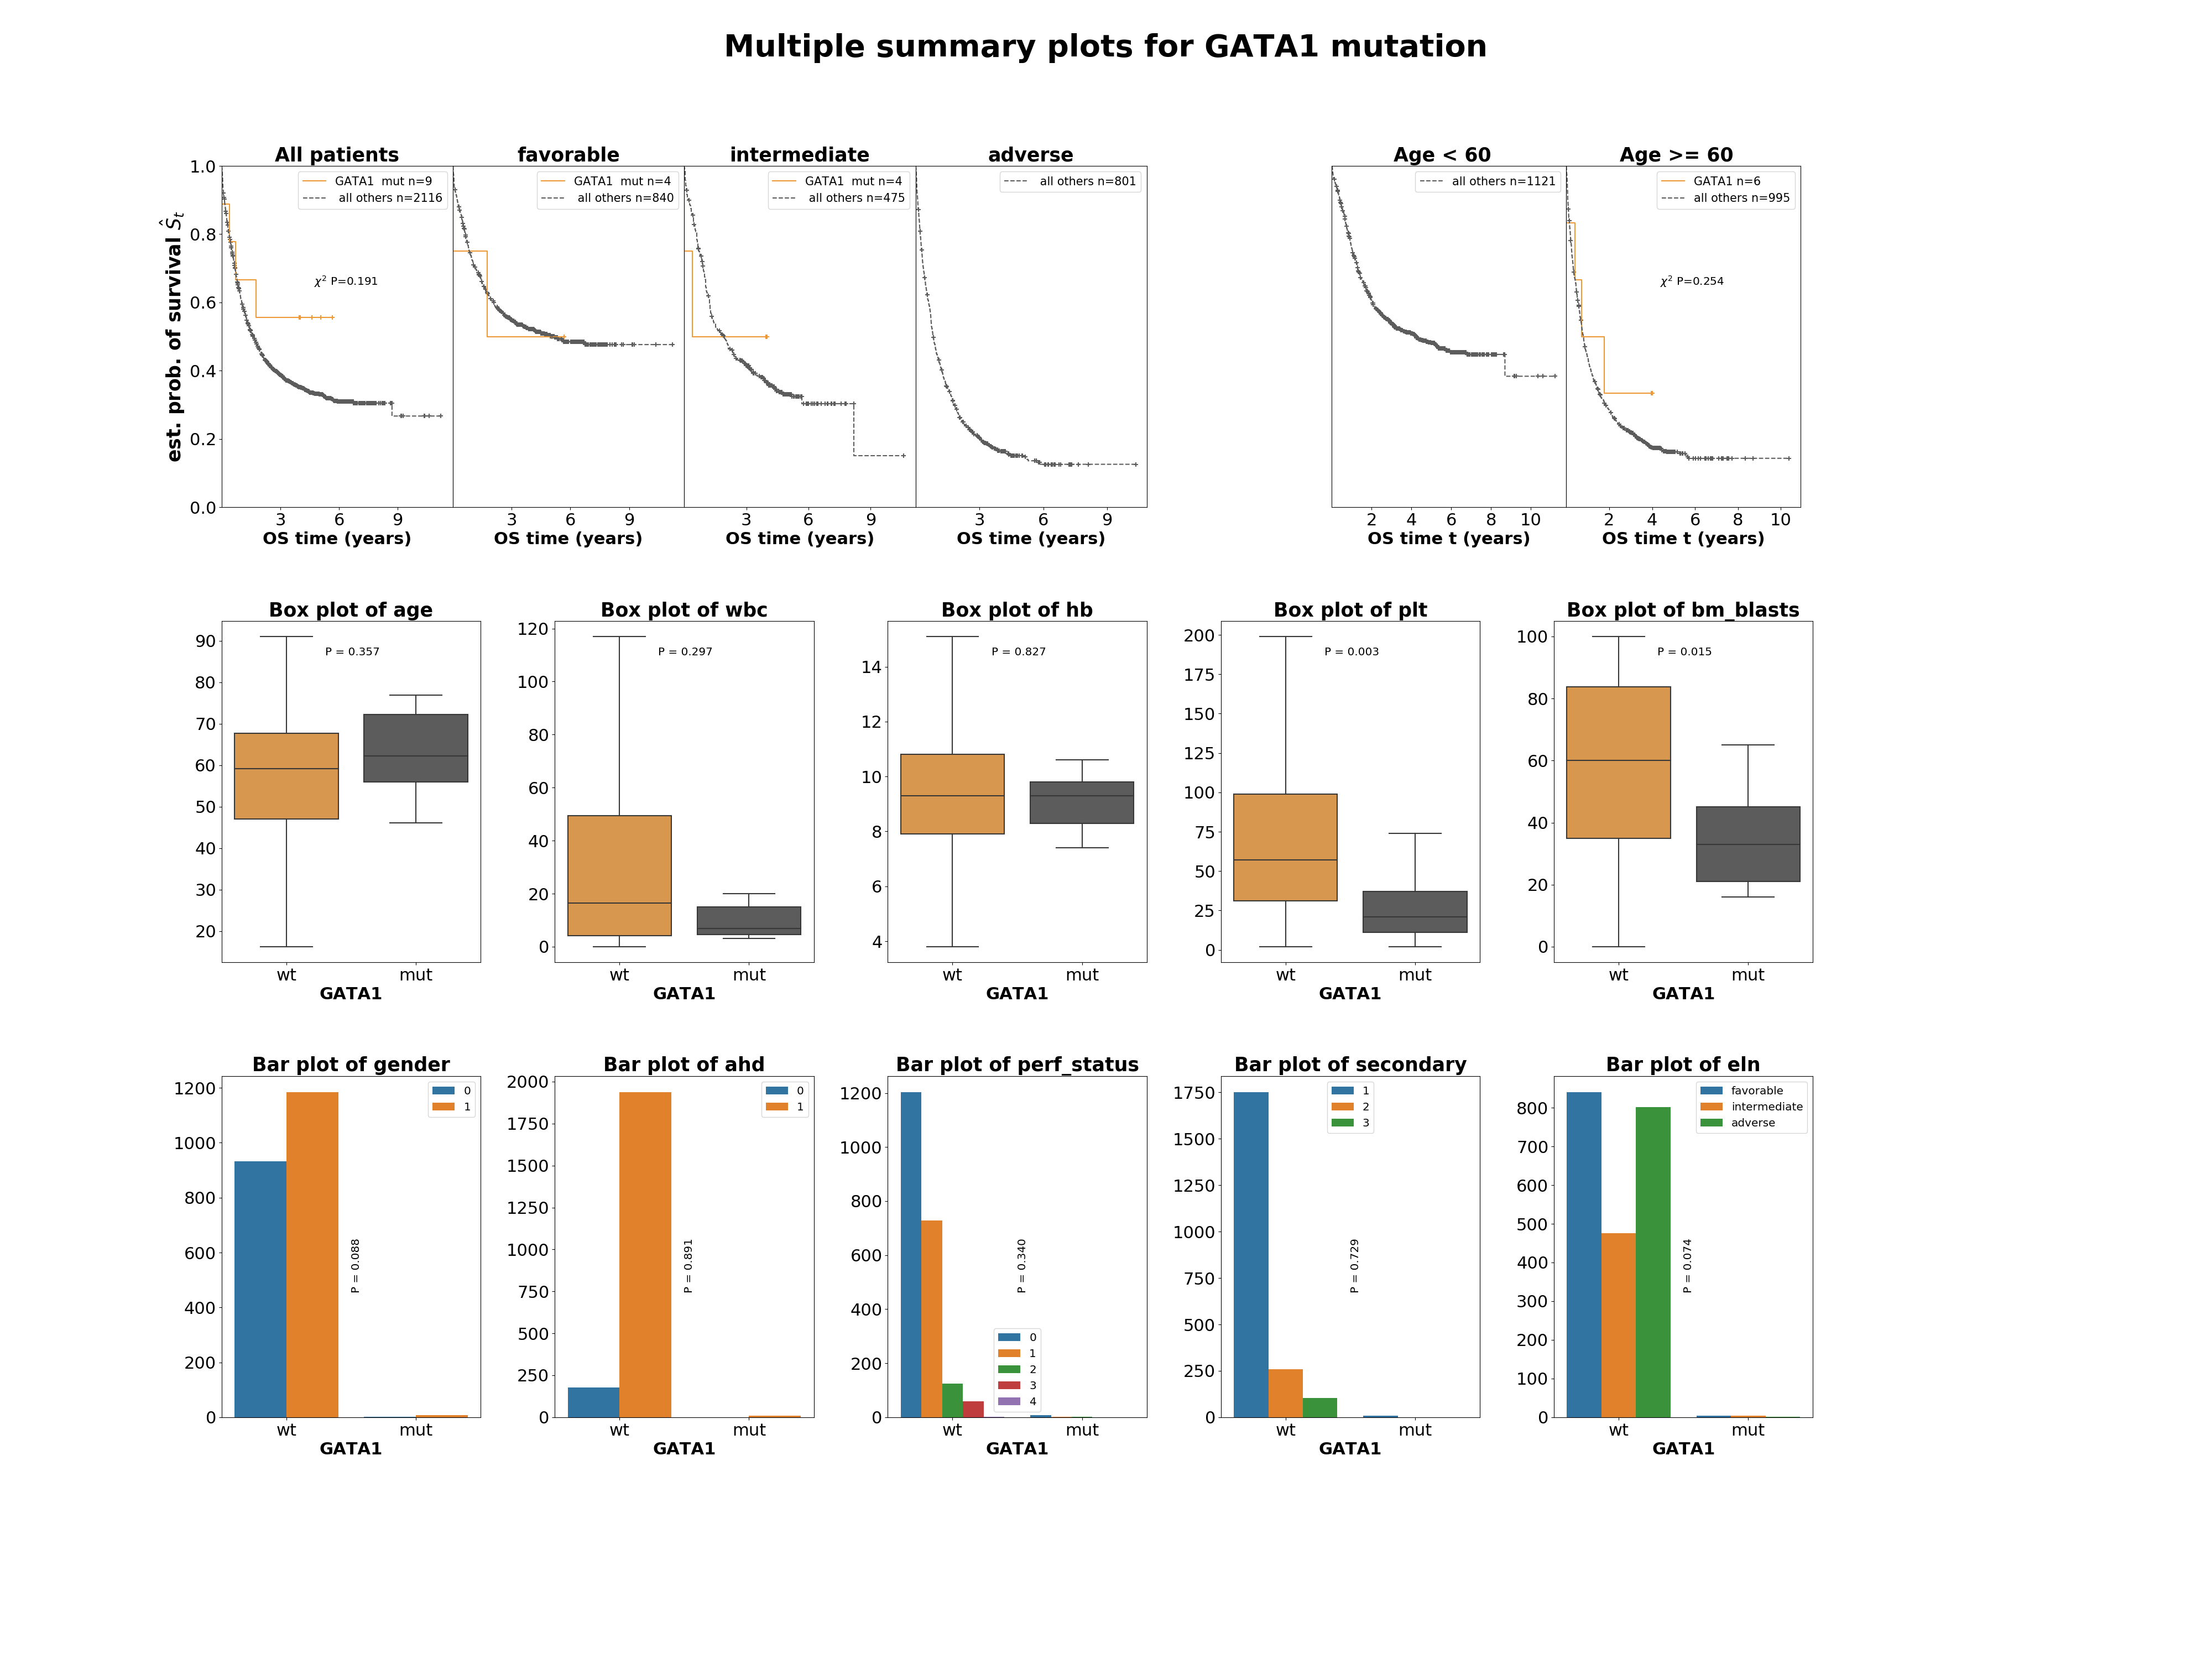 Multiple summary plots for GATA1 mutation
All patients
favorable
intermediate
adverse
Age < 60
Age >= 60
est. prob. of survival Ŝt
1.0
0.8
0.6
0.4
0.2
0.0
GATA1  mut n=9
all others n=2116
χ² P=0.191
GATA1  mut n=4
all others n=840
GATA1  mut n=4
all others n=475
all others n=801
all others n=1121
GATA1 n=6
all others n=995
χ² P=0.254
3 6 9
3 6 9
3 6 9
3 6 9
2 4 6 8 10
2 4 6 8 10
OS time (years)
OS time (years)
OS time (years)
OS time (years)
OS time t (years)
OS time t (years)
Box plot of age
P = 0.357
90
80
70
60
50
40
30
20
wt mut
GATA1
Box plot of wbc
P = 0.297
120
100
80
60
40
20
0
wt mut
GATA1
Box plot of hb
P = 0.827
14
12
10
8
6
4
wt mut
GATA1
Box plot of plt
P = 0.003
200
175
150
125
100
75
50
25
0
wt mut
GATA1
Box plot of bm_blasts
P = 0.015
100
80
60
40
20
0
wt mut
GATA1
Bar plot of gender
0
1
P = 0.088
1200
1000
800
600
400
200
0
wt mut
GATA1
Bar plot of ahd
0
1
P = 0.891
2000
1750
1500
1250
1000
750
500
250
0
wt mut
GATA1
Bar plot of perf_status
P = 0.340
0
1
2
3
4
1200
1000
800
600
400
200
0
wt mut
GATA1
Bar plot of secondary
1
2
3
P = 0.729
1750
1500
1250
1000
750
500
250
0
wt mut
GATA1
Bar plot of eln
favorable
intermediate
adverse
P = 0.074
800
700
600
500
400
300
200
100
0
wt mut
GATA1